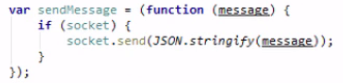 var sendMessage = (function (message) {
    if (socket) {
        socket.send(JSON.stringify(message));
    }
});